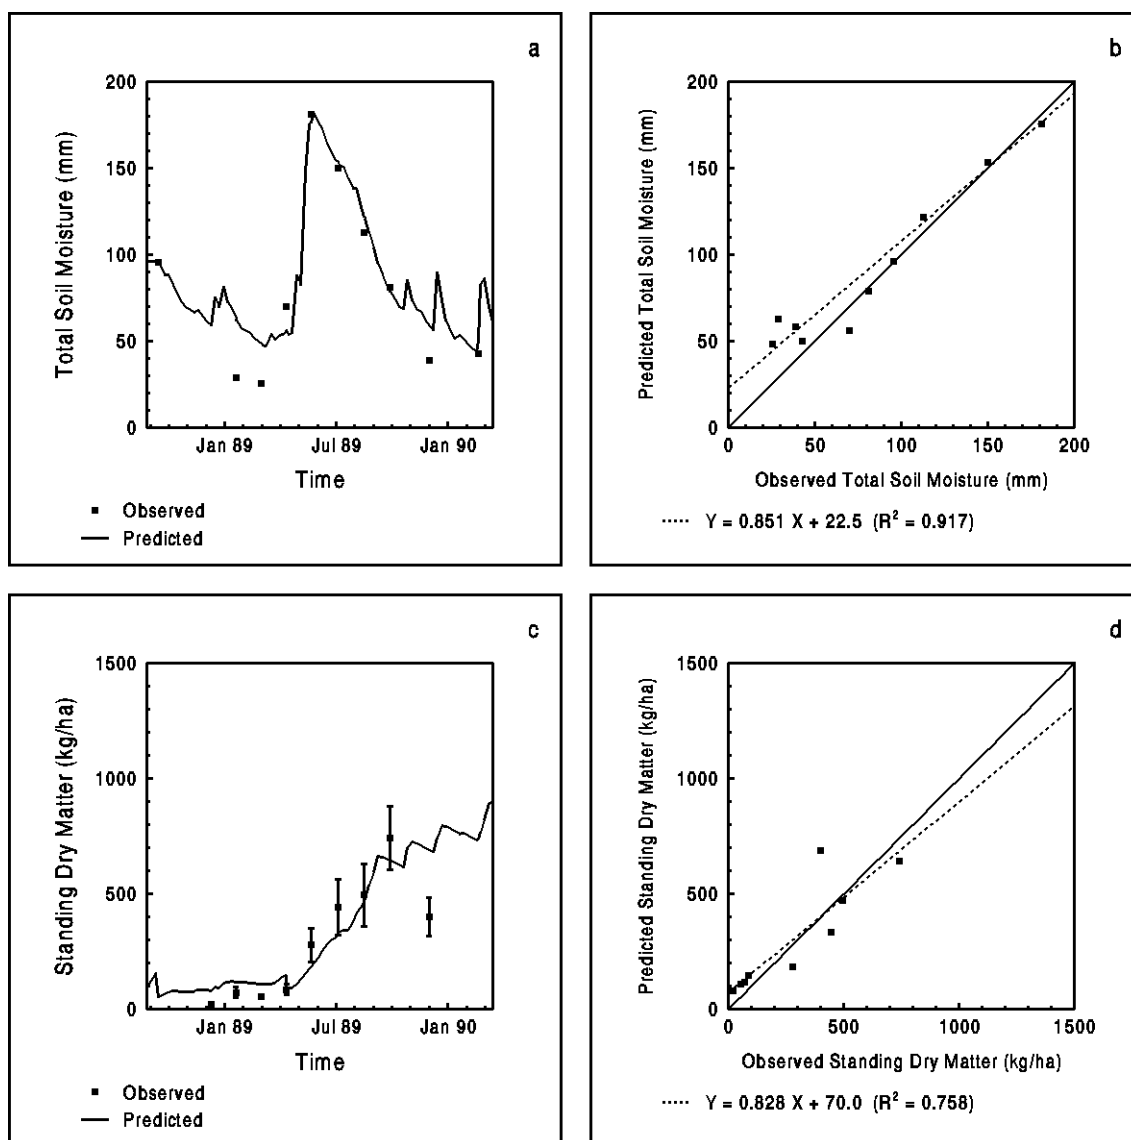 a
200
150
100
50
0
Total Soil Moisture (mm)
Jan 89 Jul 89 Jan 90
Time
Observed
Predicted
b
200
150
100
50
0
Predicted Total Soil Moisture (mm)
0 50 100 150 200
Observed Total Soil Moisture (mm)
Y = 0.851 X + 22.5 (R² = 0.917)
c
1500
1000
500
0
Standing Dry Matter (kg/ha)
Jan 89 Jul 89 Jan 90
Time
Observed
Predicted
d
1500
1000
500
0
Predicted Standing Dry Matter (kg/ha)
0 500 1000 1500
Observed Standing Dry Matter (kg/ha)
Y = 0.828 X + 70.0 (R² = 0.758)